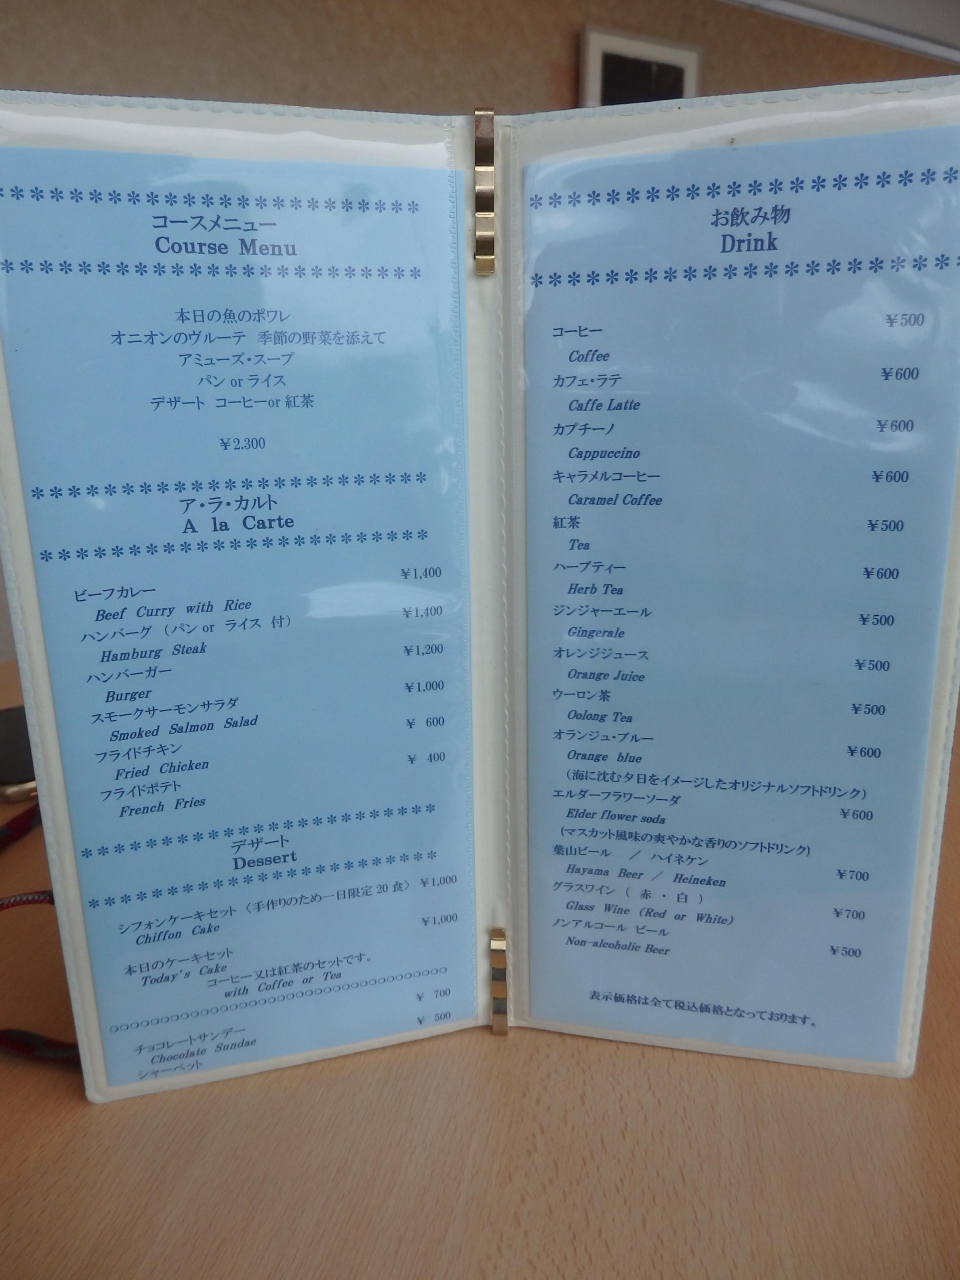 **********************
コースメニュー
Course Menu
**********************
本日の魚のポワレ
オニオンのヴルーテ 季節の野菜を添えて
アミューズ・スープ
パン or ライス
デザート コーヒーor 紅茶
￥2.300
**********************
ア・ラ・カルト
A la Carte
**********************
ビーフカレー ￥1,400
Beef Curry with Rice
ハンバーグ （パン or ライス 付） ￥1,400
Hamburg Steak
ハンバーガー ￥1,200
Burger
スモークサーモンサラダ ￥1,000
Smoked Salmon Salad
フライドチキン ￥ 600
Fried Chicken
フライドポテト ￥ 400
French Fries
**********************
デザート
Dessert
**********************
シフォンケーキセット〈手作りのため一日限定 20 食〉 ￥1,000
Chiffon Cake
本日のケーキセット ￥1,000
Today's Cake
コーヒー又は紅茶のセットです。
with Coffee or Tea
○○○○○○○○○○○○○○○○○○○○○○○○○○○○○○
チョコレートサンデー ￥ 700
Chocolate Sundae
シャーベット ￥ 500
**********************
お飲み物
Drink
**********************
コーヒー ￥500
Coffee
カフェ・ラテ ￥600
Caffe Latte
カプチーノ ￥600
Cappuccino
キャラメルコーヒー ￥600
Caramel Coffee
紅茶 ￥500
Tea
ハーブティー ￥600
Herb Tea
ジンジャーエール ￥500
Gingerale
オレンジジュース ￥500
Orange Juice
ウーロン茶 ￥500
Oolong Tea
オランジュ・ブルー ￥600
Orange blue
（海に沈む夕日をイメージしたオリジナルソフトドリンク）
エルダーフラワーソーダ ￥600
Elder flower soda
(マスカット風味の爽やかな香りのソフトドリンク)
葉山ビール ／ ハイネケン ￥700
Hayama Beer ／ Heineken
グラスワイン （ 赤 ・ 白 ） ￥700
Glass Wine (Red or White)
ノンアルコール ビール ￥500
Non-alcoholic Beer
表示価格は全て税込価格となっております。